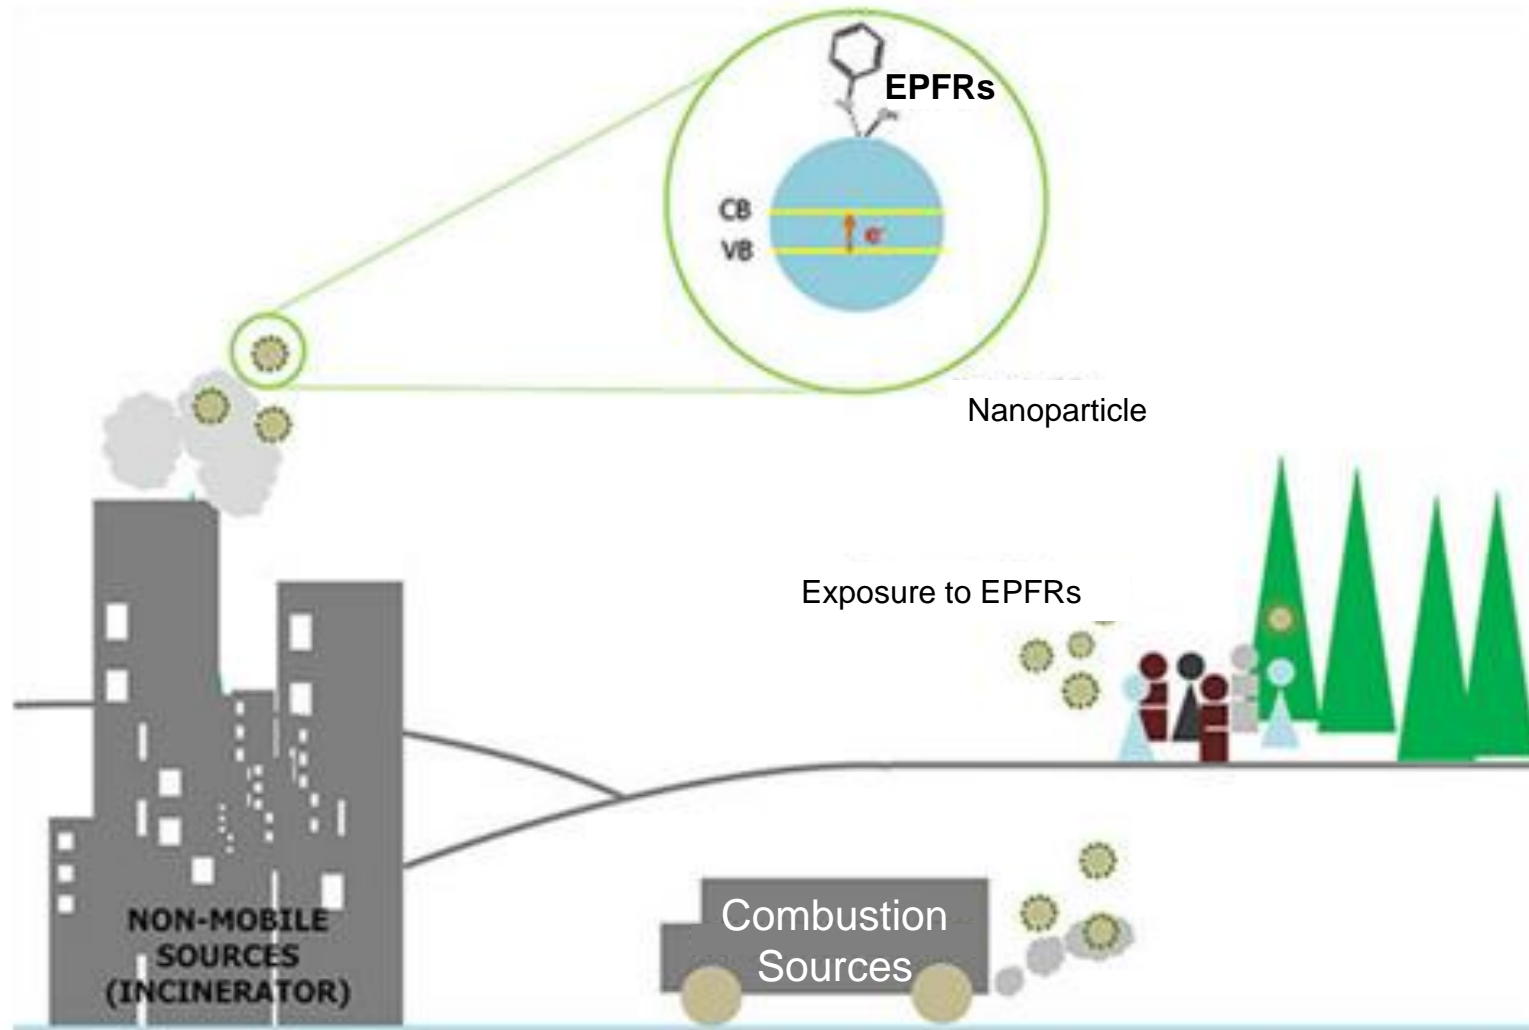 EPFRs
CB
e-
VB
Nanoparticle
Exposure to EPFRs
NON-MOBILE
SOURCES
(INCINERATOR)
Combustion
Sources